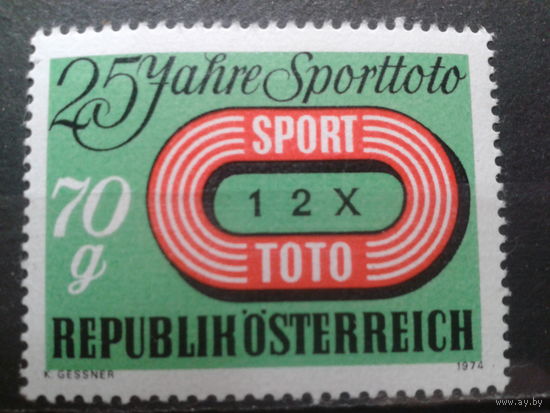 25 Jahre Sporttoto
SPORT
1 2 X
TOTO
70
g
REPUBLIK ÖSTERREICH
K. GESSNER 1974
www.ay.by